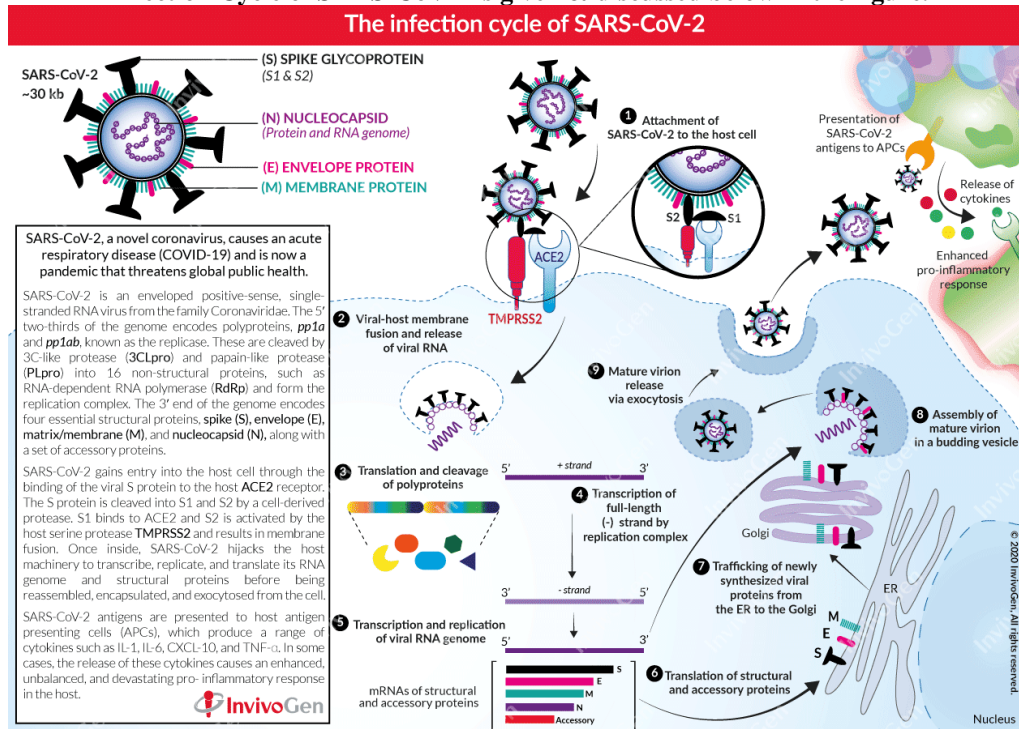 The infection cycle of SARS-CoV-2
SARS-CoV-2
~30 kb
(S) SPIKE GLYCOPROTEIN
(S1 & S2)
(N) NUCLEOCAPSID
(Protein and RNA genome)
(E) ENVELOPE PROTEIN
(M) MEMBRANE PROTEIN
SARS-CoV-2, a novel coronavirus, causes an acute
respiratory disease (COVID-19) and is now a
pandemic that threatens global public health.
SARS-CoV-2 is an enveloped positive-sense, single-
stranded RNA virus from the family Coronaviridae. The 5'
two-thirds of the genome encodes polyproteins, pp1a
and pp1ab, known as the replicase. These are cleaved by
3C-like protease (3CLpro) and papain-like protease
(PLpro) into 16 non-structural proteins, such as
RNA-dependent RNA polymerase (RdRp) and form the
replication complex. The 3' end of the genome encodes
four essential structural proteins, spike (S), envelope (E),
matrix/membrane (M), and nucleocapsid (N), along with
a set of accessory proteins.
SARS-CoV-2 gains entry into the host cell through the
binding of the viral S protein to the host ACE2 receptor.
The S protein is cleaved into S1 and S2 by a cell-derived
protease. S1 binds to ACE2 and S2 is activated by the
host serine protease TMPRSS2 and results in membrane
fusion. Once inside, SARS-CoV-2 hijacks the host
machinery to transcribe, replicate, and translate its RNA
genome and structural proteins before being
reassembled, encapsulated, and exocytosed from the cell.
SARS-CoV-2 antigens are presented to host antigen
presenting cells (APCs), which produce a range of
cytokines such as IL-1, IL-6, CXCL-10, and TNF-α. In some
cases, the release of these cytokines causes an enhanced,
unbalanced, and devastating pro- inflammatory response
in the host.
InvivoGen
1 Attachment of
SARS-CoV-2 to the host cell
S2
S1
ACE2
TMPRSS2
2 Viral-host membrane
fusion and release
of viral RNA
3 Translation and cleavage
of polyproteins
5'
+ strand
3'
4 Transcription of
full-length
(-) strand by
replication complex
3'
- strand
5'
5 Transcription and replication
of viral RNA genome
5'
3'
mRNAs of structural
and accessory proteins
S
E
M
N
Accessory
6 Translation of structural
and accessory proteins
7 Trafficking of newly
synthesized viral
proteins from
the ER to the Golgi
M
E
S
ER
Golgi
8 Assembly of
mature virion
in a budding vesicle
9 Mature virion
release
via exocytosis
Presentation of
SARS-CoV-2
antigens to APCs
Release of
cytokines
Enhanced
pro-inflammatory
response
Nucleus
© 2020 InvivoGen. All rights reserved.